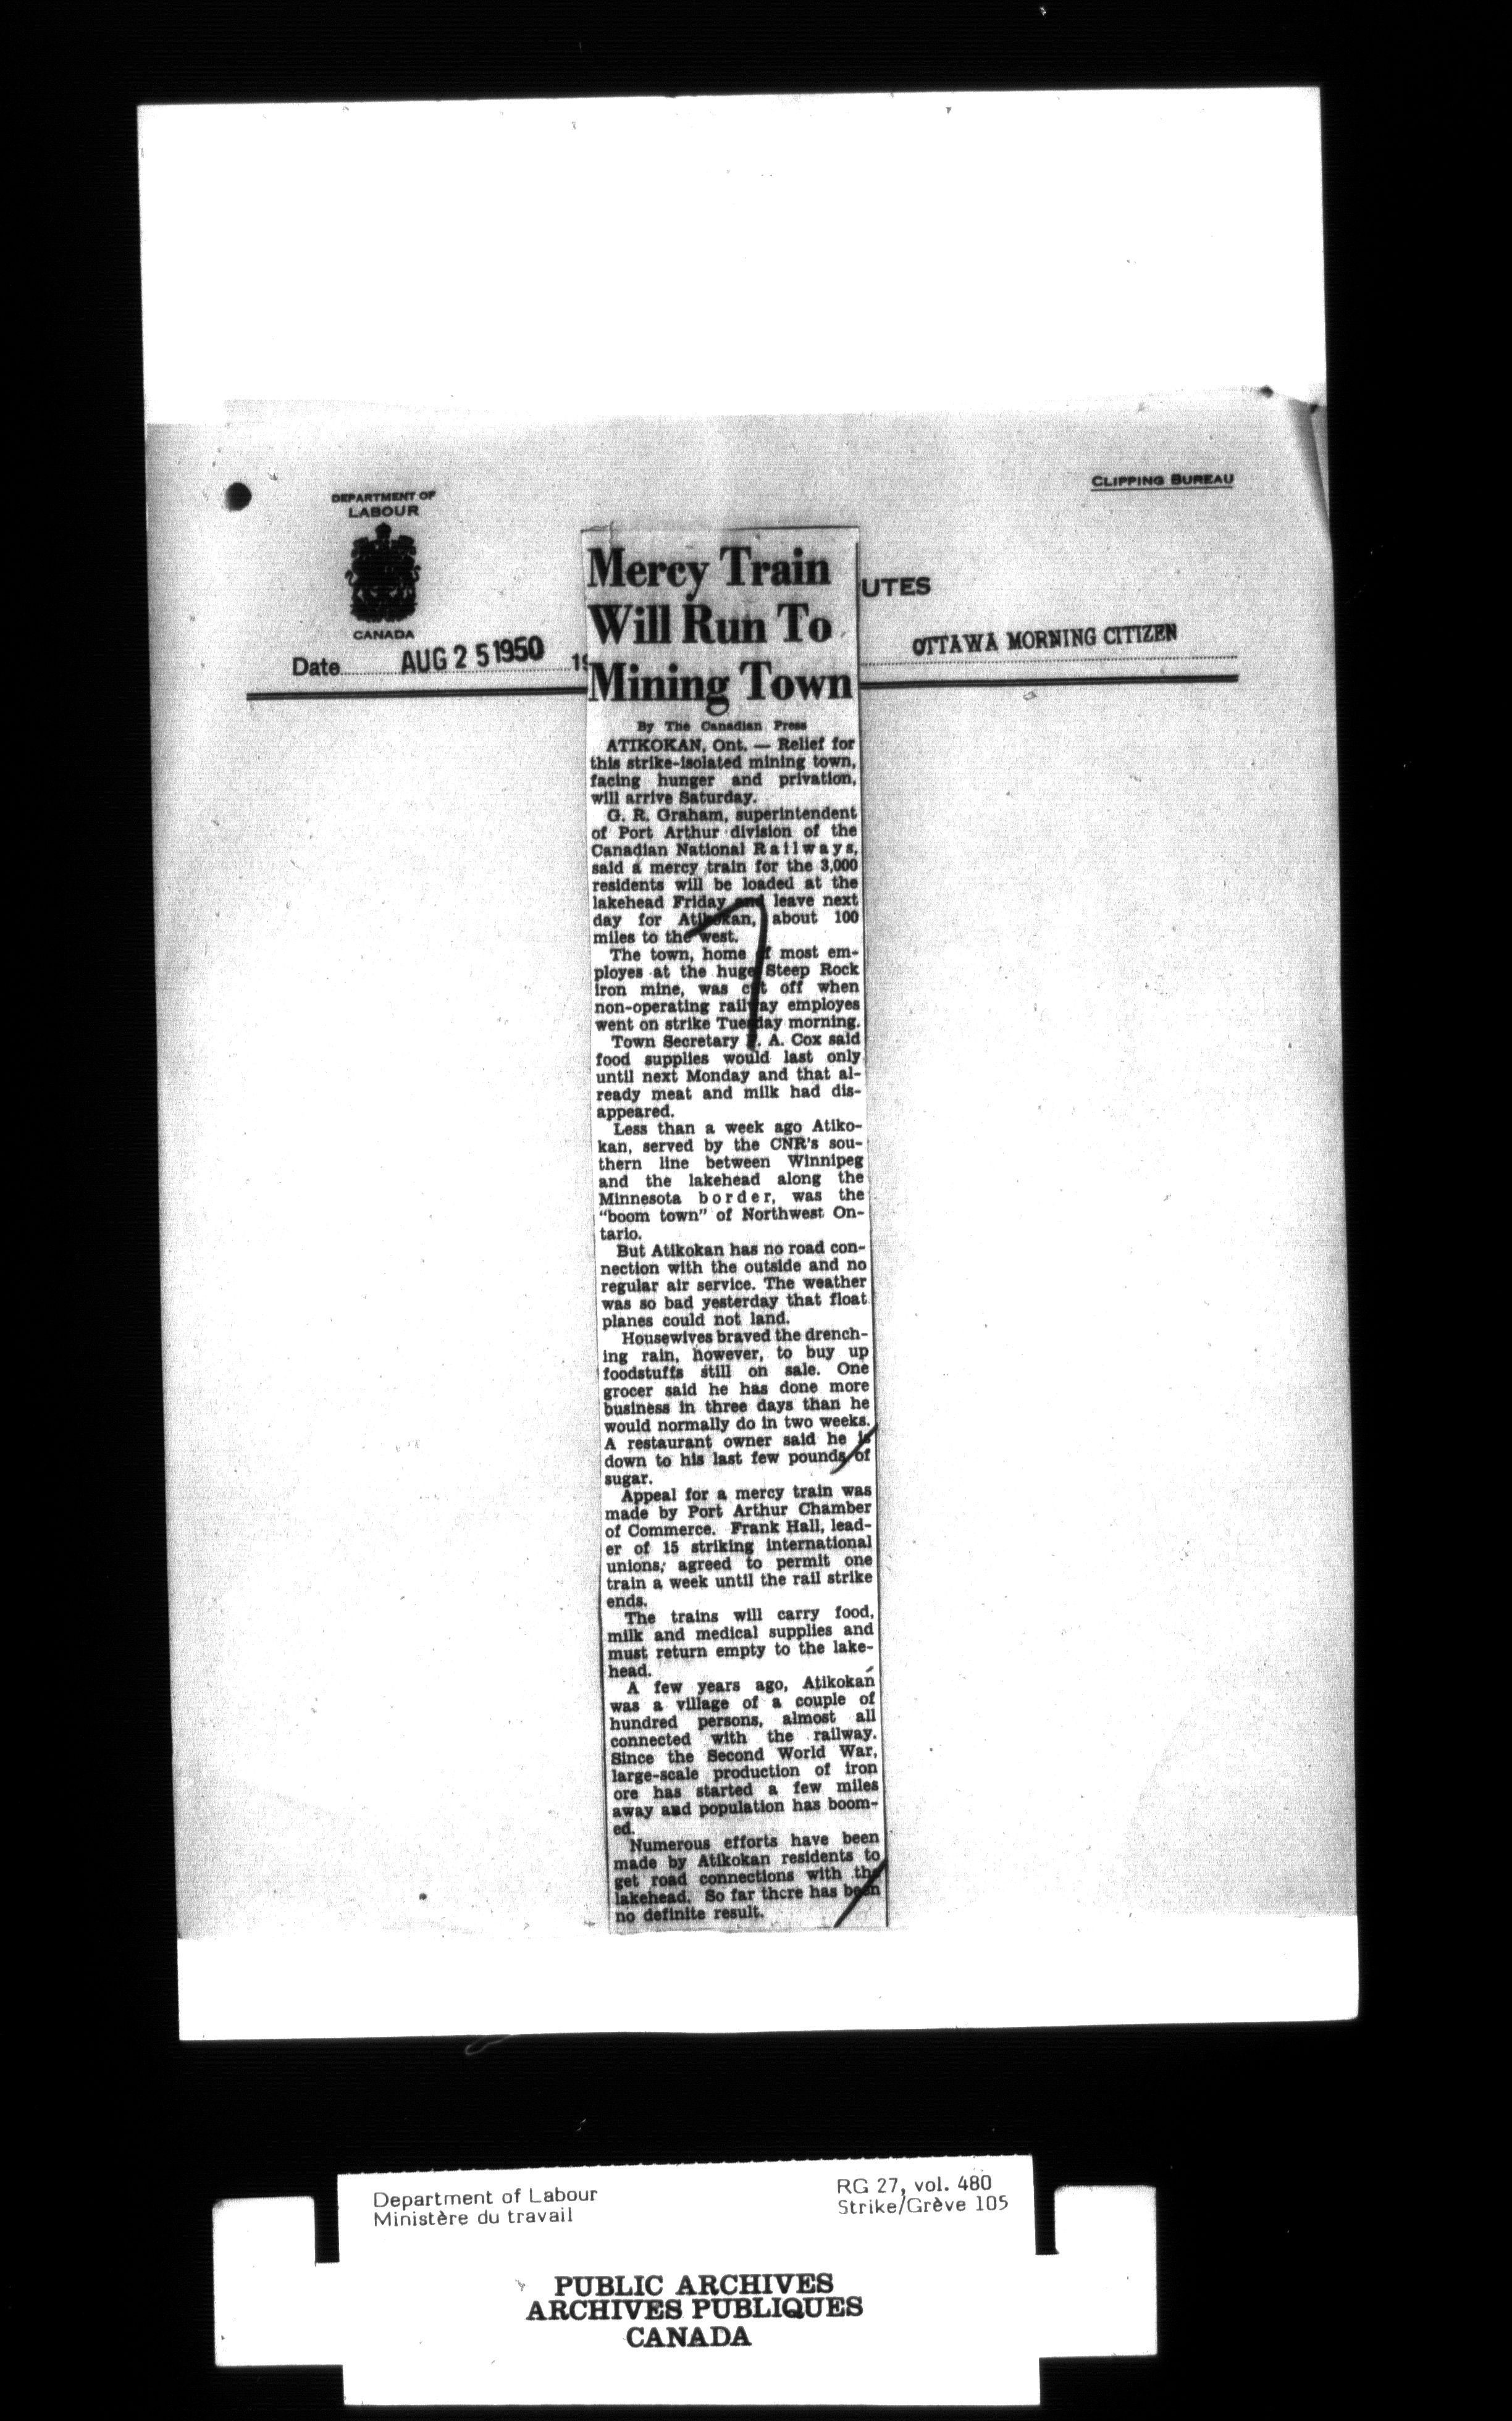 CLIPPING BUREAU
DEPARTMENT OF
LABOUR
CANADA
UTES
Date AUG 25 1950 19
OTTAWA MORNING CITIZEN
Mercy Train
Will Run To
Mining Town
By The Canadian Press
ATIKOKAN, Ont. — Relief for
this strike-isolated mining town,
facing hunger and privation,
will arrive Saturday.
G. R. Graham, superintendent
of Port Arthur division of the
Canadian National Railways,
said a mercy train for the 3,000
residents will be loaded at the
lakehead Friday and leave next
day for Atikokan, about 100
miles to the west.
The town, home of most em-
ployes at the huge Steep Rock
iron mine, was cut off when
non-operating railway employes
went on strike Tuesday morning.
Town Secretary A. Cox said
food supplies would last only
until next Monday and that al-
ready meat and milk had dis-
appeared.
Less than a week ago Atiko-
kan, served by the CNR's sou-
thern line between Winnipeg
and the lakehead along the
Minnesota border, was the
"boom town" of Northwest On-
tario.
But Atikokan has no road con-
nection with the outside and no
regular air service. The weather
was so bad yesterday that float
planes could not land.
Housewives braved the drench-
ing rain, however, to buy up
foodstuffs still on sale. One
grocer said he has done more
business in three days than he
would normally do in two weeks.
A restaurant owner said he is
down to his last few pounds of
sugar.
Appeal for a mercy train was
made by Port Arthur Chamber
of Commerce. Frank Hall, lead-
er of 15 striking international
unions, agreed to permit one
train a week until the rail strike
ends.
The trains will carry food,
milk and medical supplies and
must return empty to the lake-
head.
A few years ago, Atikokan
was a village of a couple of
hundred persons, almost all
connected with the railway.
Since the Second World War,
large-scale production of iron
ore has started a few miles
away and population has boom-
ed.
Numerous efforts have been
made by Atikokan residents to
get road connections with the
lakehead. So far there has been
no definite result.
Department of Labour
Ministère du travail
RG 27, vol. 480
Strike/Grève 105
PUBLIC ARCHIVES
ARCHIVES PUBLIQUES
CANADA